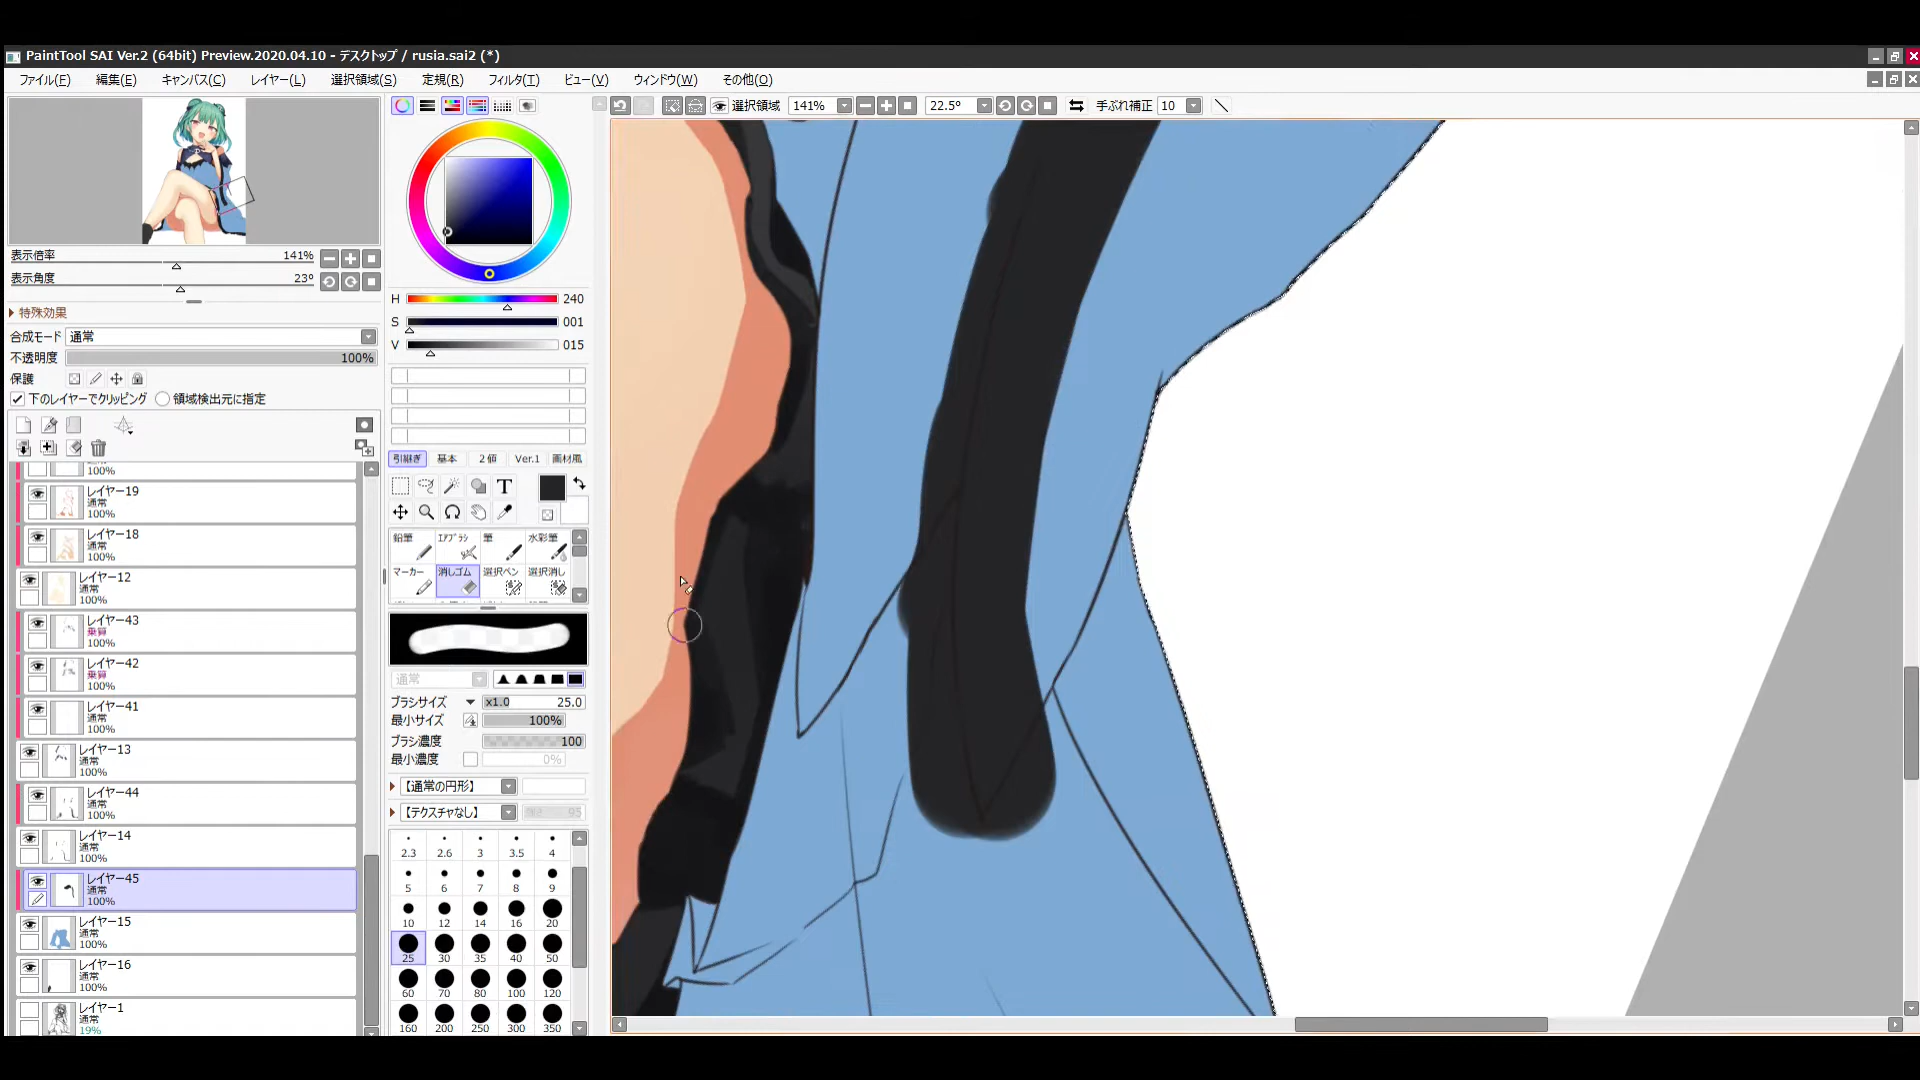 PaintTool SAI Ver.2 (64bit) Preview.2020.04.10 - デスクトップ / rusia.sai2 (*)
ファイル(F) 編集(E) キャンバス(C) レイヤー(L) 選択領域(S) 定規(R) フィルタ(T) ビュー(V) ウィンドウ(W) その他(O)
選択領域 141% 22.5° 手ぶれ補正 10
表示倍率 141%
表示角度 23°
特殊効果
合成モード 通常
不透明度 100%
保護
下のレイヤーでクリッピング 領域検出元に指定
100%
レイヤー19
通常
100%
レイヤー18
通常
100%
レイヤー12
通常
100%
レイヤー43
乗算
100%
レイヤー42
乗算
100%
レイヤー41
通常
100%
レイヤー13
通常
100%
レイヤー44
通常
100%
レイヤー14
通常
100%
レイヤー45
通常
100%
レイヤー15
通常
100%
レイヤー16
通常
100%
レイヤー1
通常
19%
H 240
S 001
V 015
引継ぎ 基本 2値 Ver.1 画材風
T
鉛筆 エアブラシ 筆 水彩筆
マーカー 消しゴム 選択ペン 選択消し
通常
ブラシサイズ x1.0 25.0
最小サイズ 100%
ブラシ濃度 100
最小濃度 0%
【通常の円形】
【テクスチャなし】 95
2.3 2.6 3 3.5 4
5 6 7 8 9
10 12 14 16 20
25 30 35 40 50
60 70 80 100 120
160 200 250 300 350